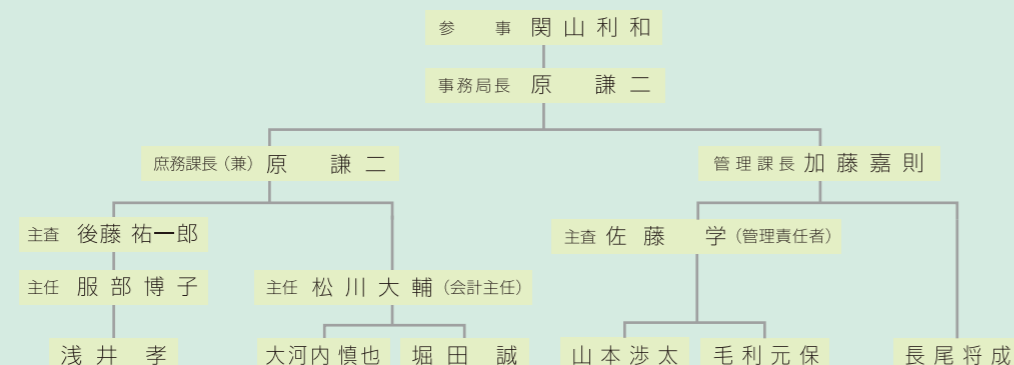 参　事 関山利和
事務局長 原　謙二
庶務課長（兼）原　謙二
管理課長 加藤嘉則
主査 後藤祐一郎
主査 佐藤　学（管理責任者）
主任 服部博子
主任 松川大輔（会計主任）
浅井　孝
大河内慎也
堀田　誠
山本渉太
毛利元保
長尾将成